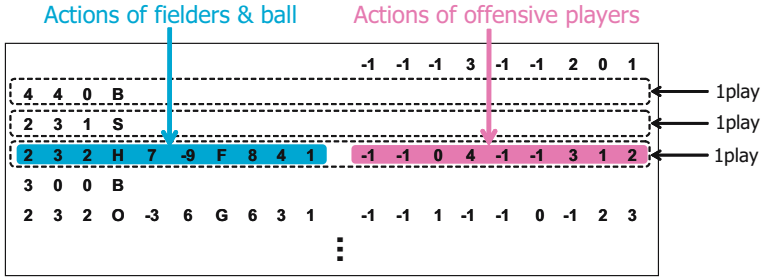 Actions of fielders & ball Actions of offensive players
-1 -1 -1 3 -1 -1 2 0 1
4 4 0 B 1play
2 3 1 S 1play
2 3 2 H 7 -9 F 8 4 1 -1 -1 0 4 -1 -1 3 1 2 1play
3 0 0 B
2 3 2 O -3 6 G 6 3 1 -1 -1 1 -1 -1 0 -1 2 3